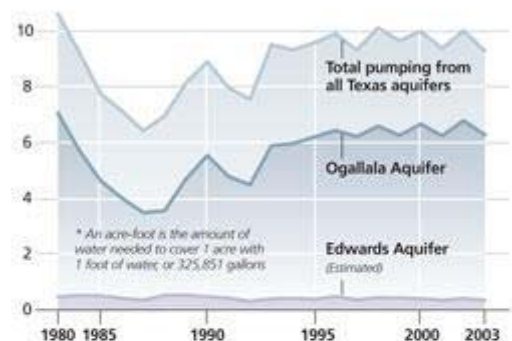 10
8
Total pumping from
all Texas aquifers
6
Ogallala Aquifer
4
* An acre-foot is the amount of
water needed to cover 1 acre with
1 foot of water, or 325,851 gallons
2
Edwards Aquifer
(Estimated)
0
1980 1985 1990 1995 2000 2003